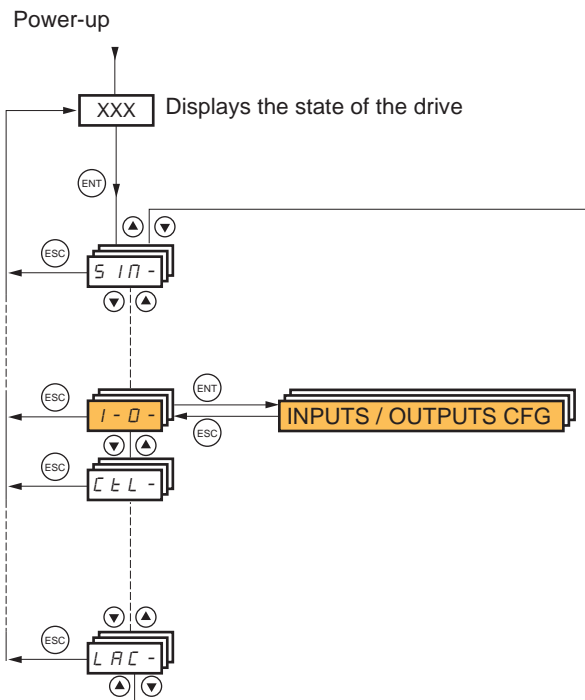 Power-up
XXX Displays the state of the drive
ENT
ESC
SIM-
ESC
I-O-
ENT
ESC
INPUTS / OUTPUTS CFG
ESC
CtL-
ESC
LAC-